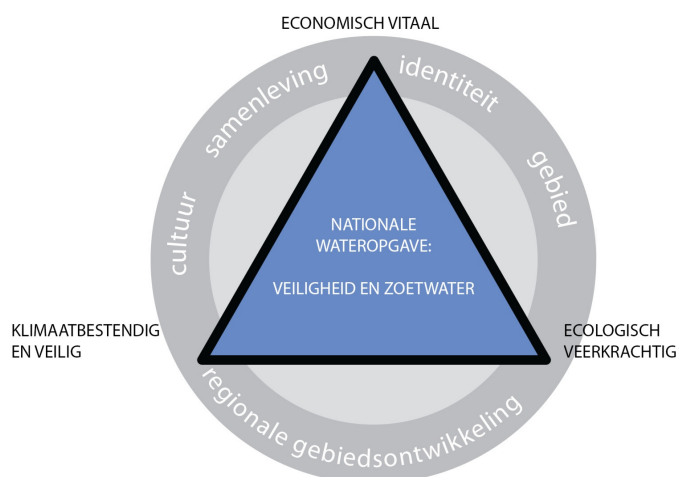 ECONOMISCH VITAAL
samenleving
identiteit
cultuur
gebied
NATIONALE
WATEROPGAVE:
VEILIGHEID EN ZOETWATER
KLIMAATBESTENDIG
EN VEILIG
ECOLOGISCH
VEERKRACHTIG
regionale gebiedsontwikkeling